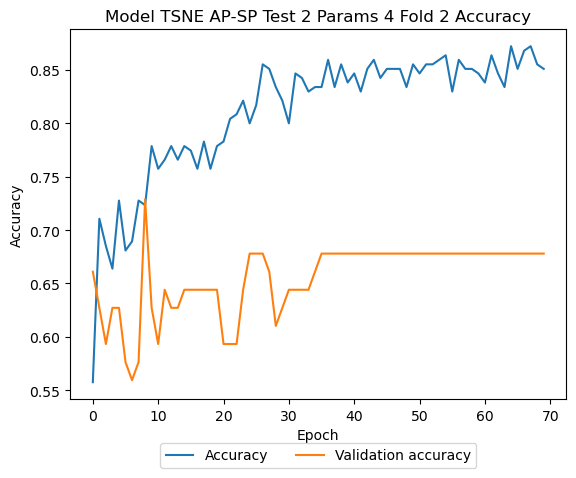 Model TSNE AP-SP Test 2 Params 4 Fold 2 Accuracy
Accuracy
0.85
0.80
0.75
0.70
0.65
0.60
0.55
0 10 20 30 40 50 60 70
Epoch
Accuracy Validation accuracy